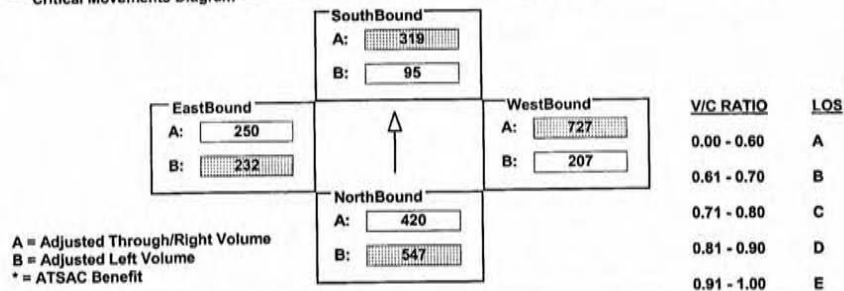 Critical Movements Diagram
SouthBound
A: 319
B: 95
EastBound
A: 250
B: 232
WestBound
A: 727
B: 207
NorthBound
A: 420
B: 547
A = Adjusted Through/Right Volume
B = Adjusted Left Volume
* = ATSAC Benefit
V/C RATIO LOS
0.00 - 0.60 A
0.61 - 0.70 B
0.71 - 0.80 C
0.81 - 0.90 D
0.91 - 1.00 E